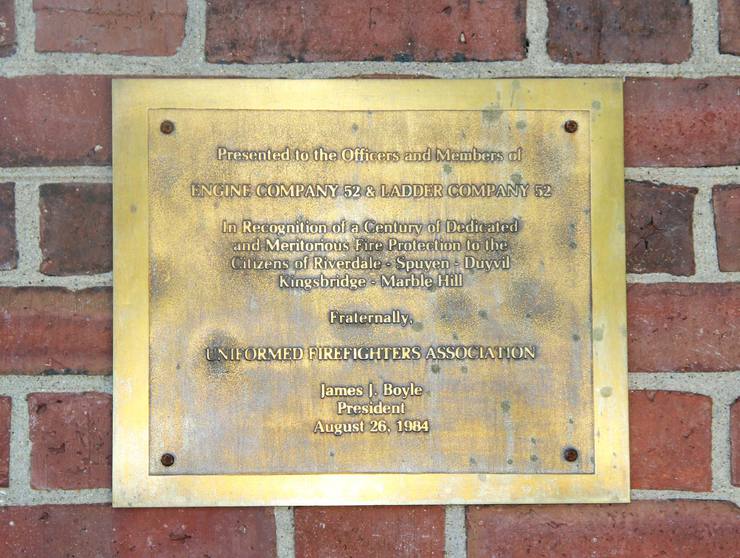 Presented to the Officers and Members of
ENGINE COMPANY 52 & LADDER COMPANY 52
In Recognition of a Century of Dedicated
and Meritorious Fire Protection to the
Citizens of Riverdale - Spuyen - Duyvil
Kingsbridge - Marble Hill
Fraternally,
UNIFORMED FIREFIGHTERS ASSOCIATION
James J. Boyle
President
August 26, 1984